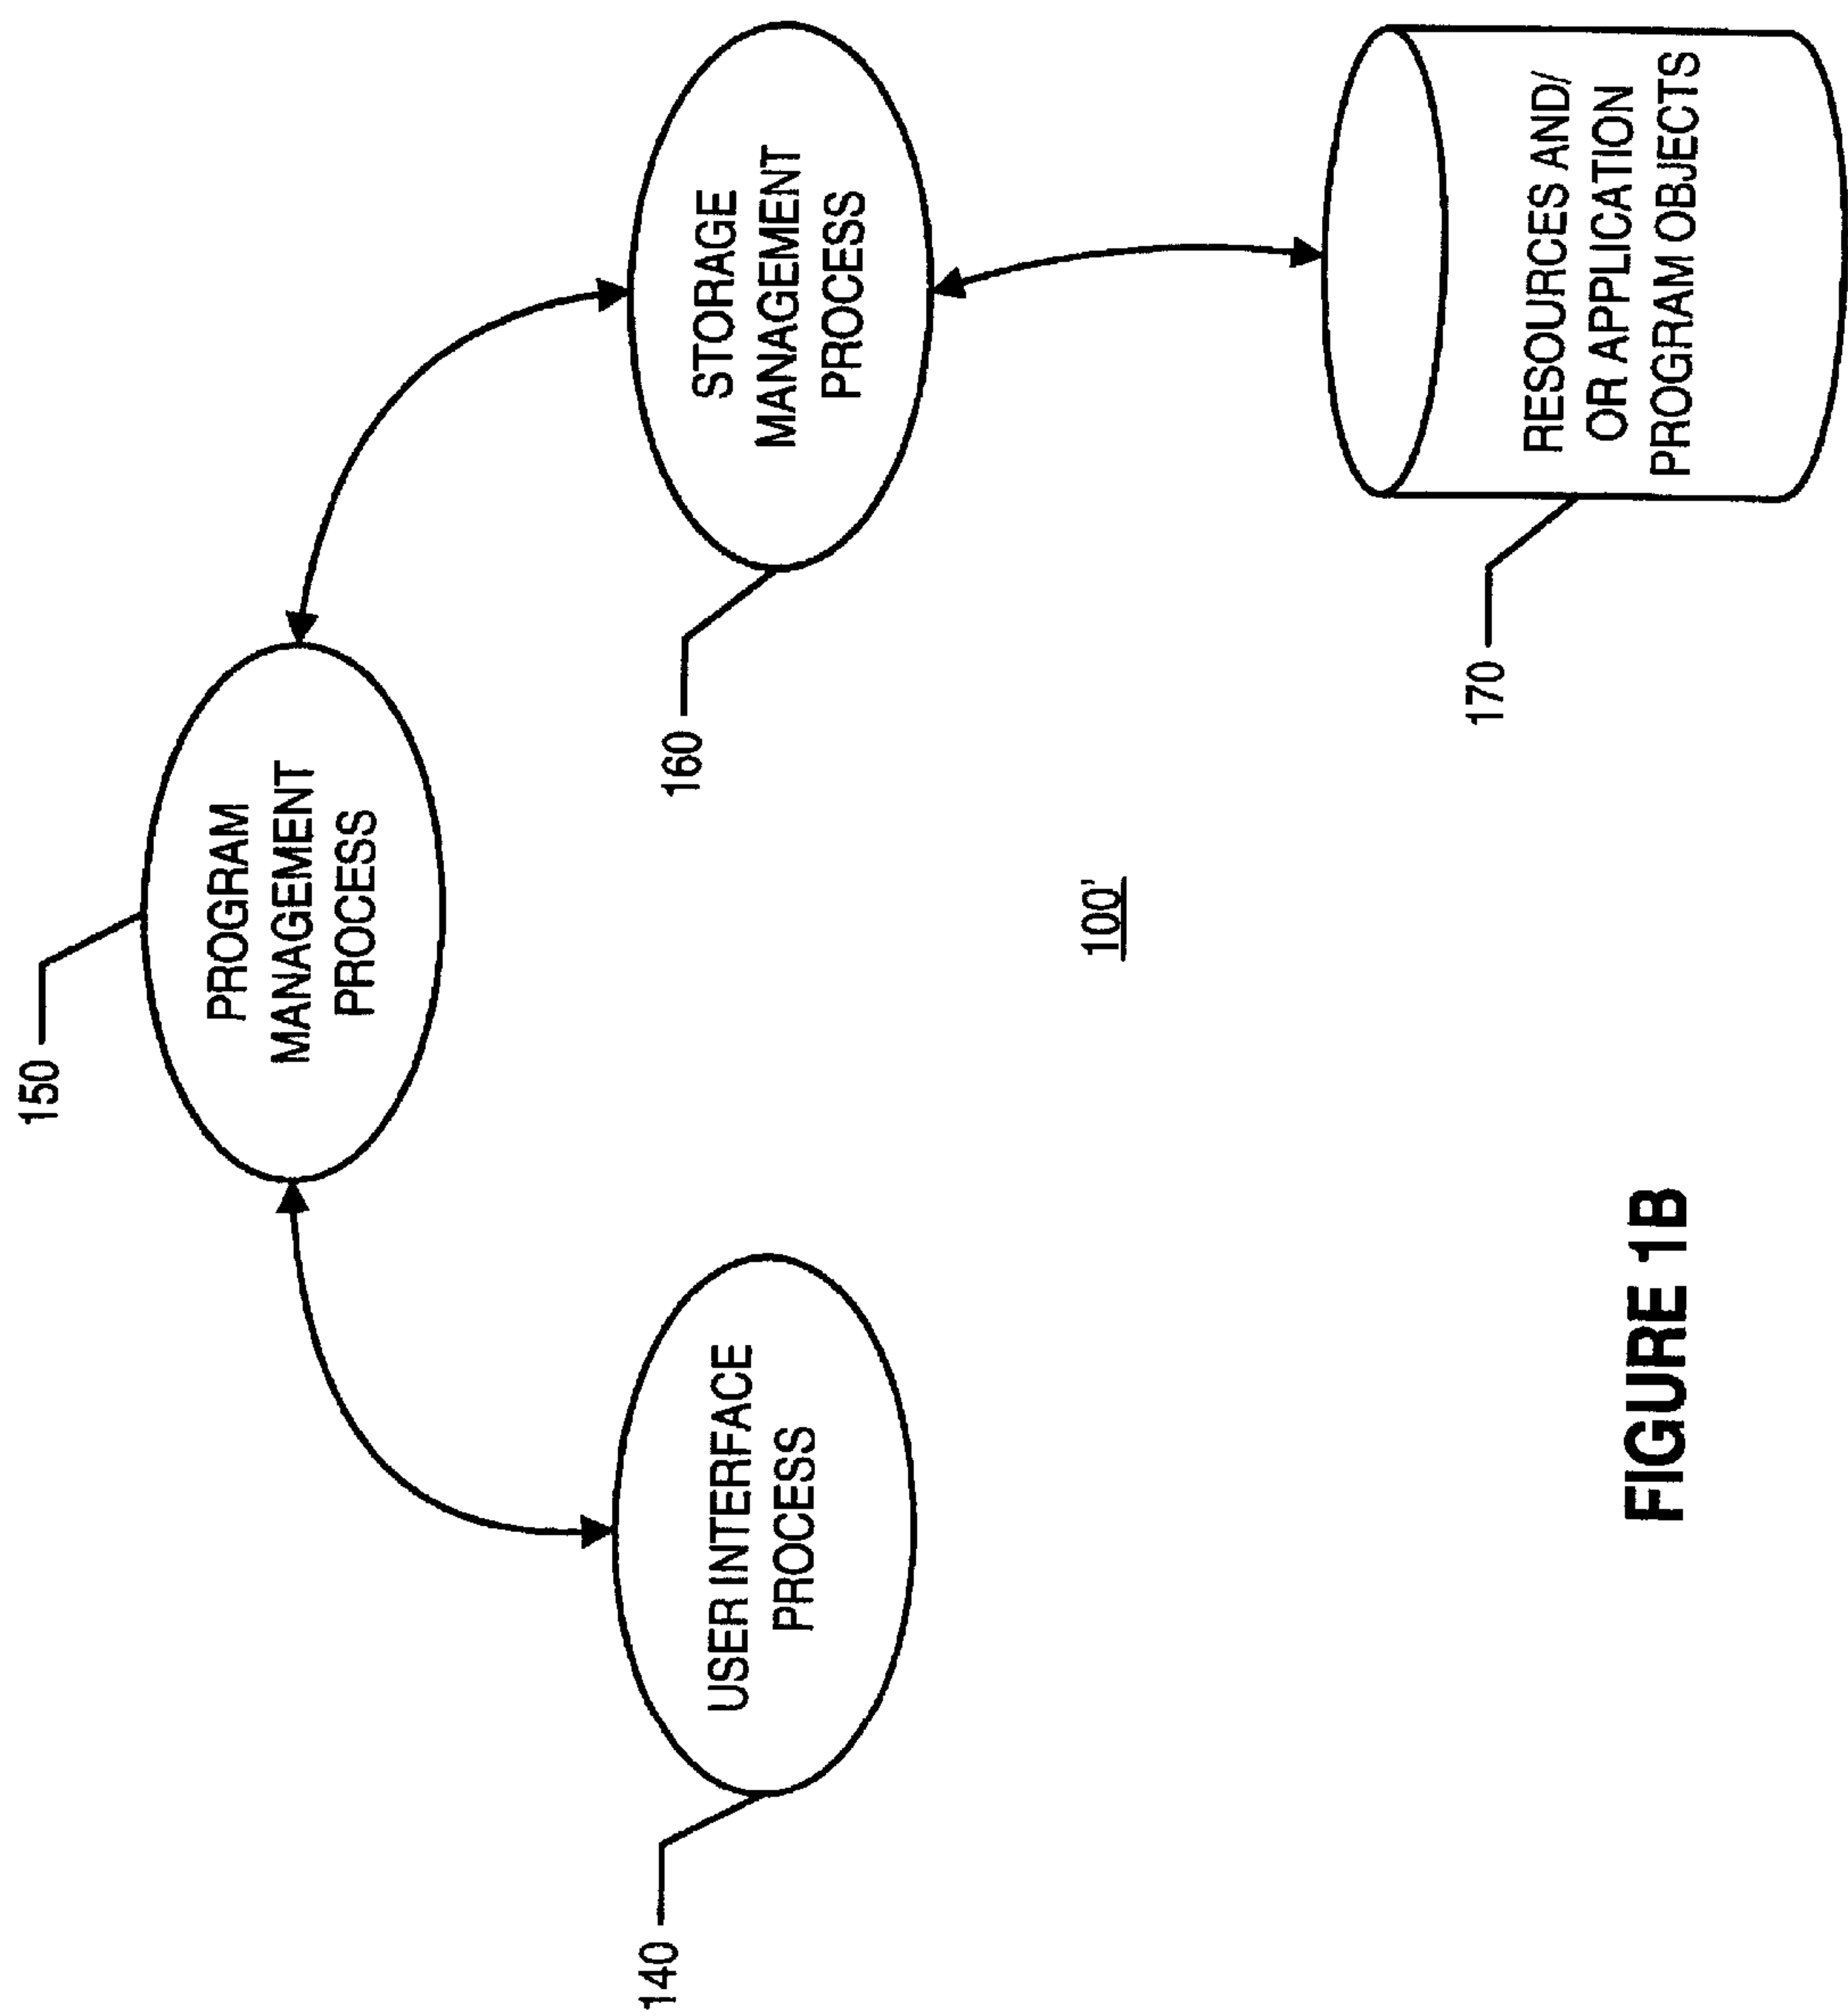 150
PROGRAM
MANAGEMENT
PROCESS
140
USER INTERFACE
PROCESS
160
STORAGE
MANAGEMENT
PROCESS
100'
170
RESOURCES AND/
OR APPLICATION
PROGRAM OBJECTS
FIGURE 1B